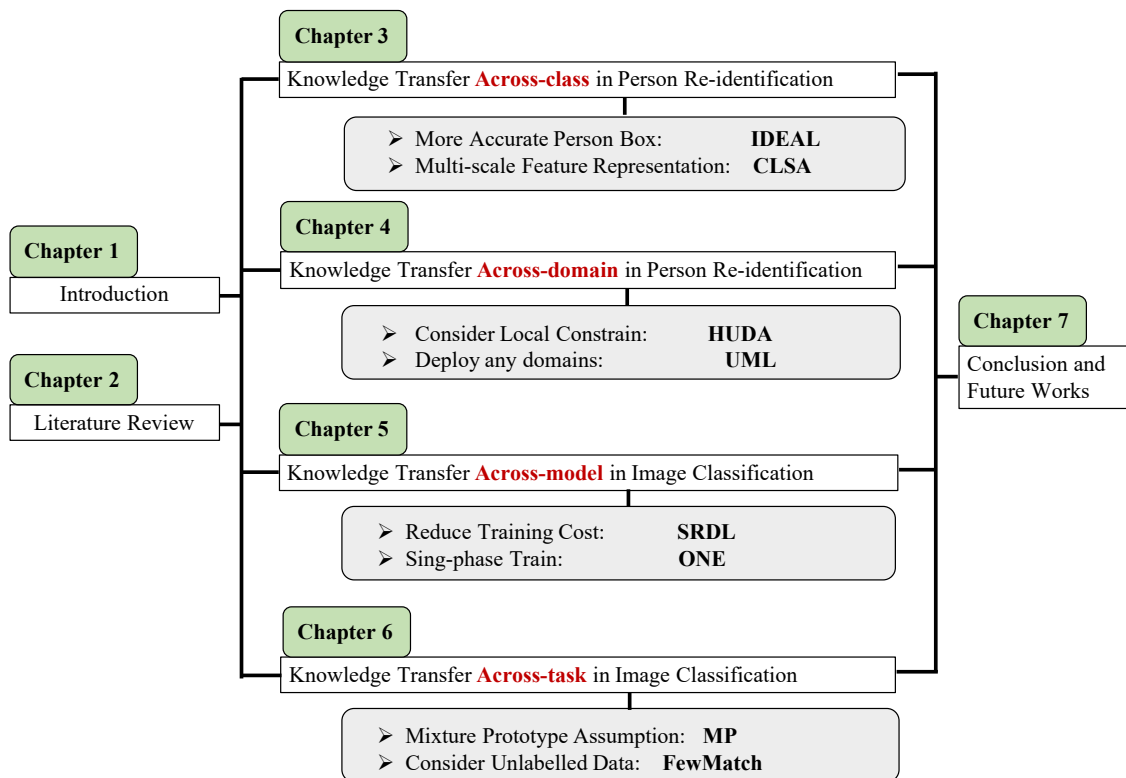 Chapter 1
Introduction
Chapter 2
Literature Review
Chapter 3
Knowledge Transfer Across-class in Person Re-identification
➢ More Accurate Person Box: IDEAL
➢ Multi-scale Feature Representation: CLSA
Chapter 4
Knowledge Transfer Across-domain in Person Re-identification
➢ Consider Local Constrain: HUDA
➢ Deploy any domains: UML
Chapter 5
Knowledge Transfer Across-model in Image Classification
➢ Reduce Training Cost: SRDL
➢ Sing-phase Train: ONE
Chapter 6
Knowledge Transfer Across-task in Image Classification
➢ Mixture Prototype Assumption: MP
➢ Consider Unlabelled Data: FewMatch
Chapter 7
Conclusion and
Future Works